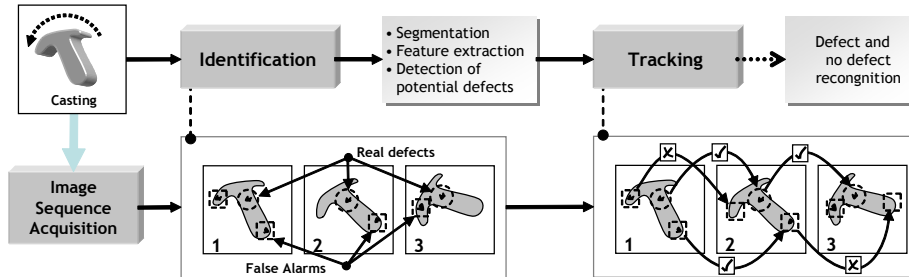 Casting
Identification
• Segmentation
• Feature extraction
• Detection of
potential defects
Tracking
Defect and
no defect
recongnition
Image
Sequence
Acquisition
Real defects
1
2
3
False Alarms
1
2
3